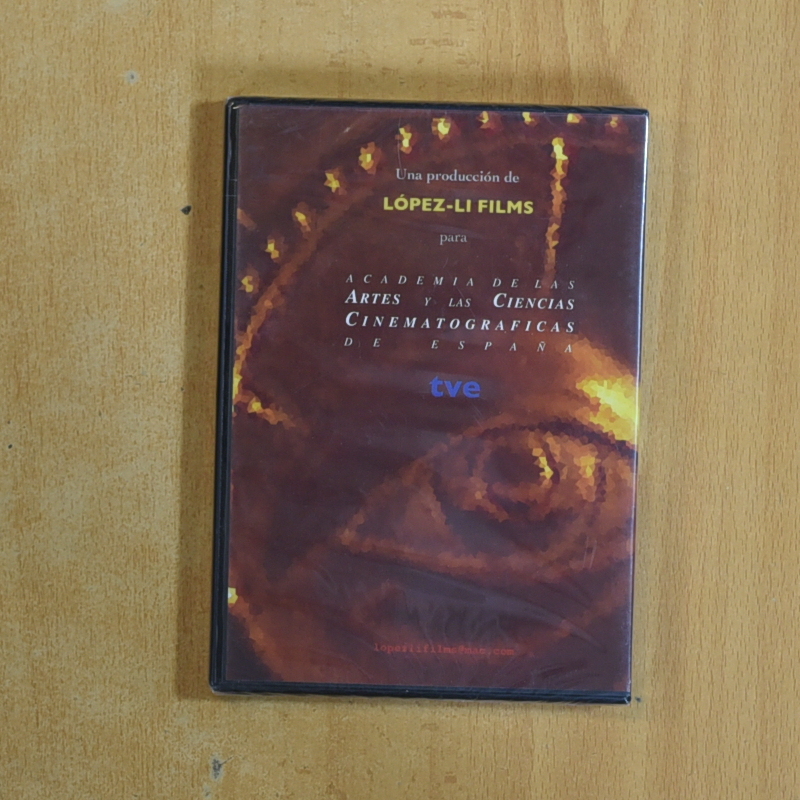 Una producción de
LÓPEZ-LI FILMS
para
ACADEMIA DE LAS
ARTES Y LAS CIENCIAS
CINEMATOGRAFICAS
DE ESPAÑA
tve